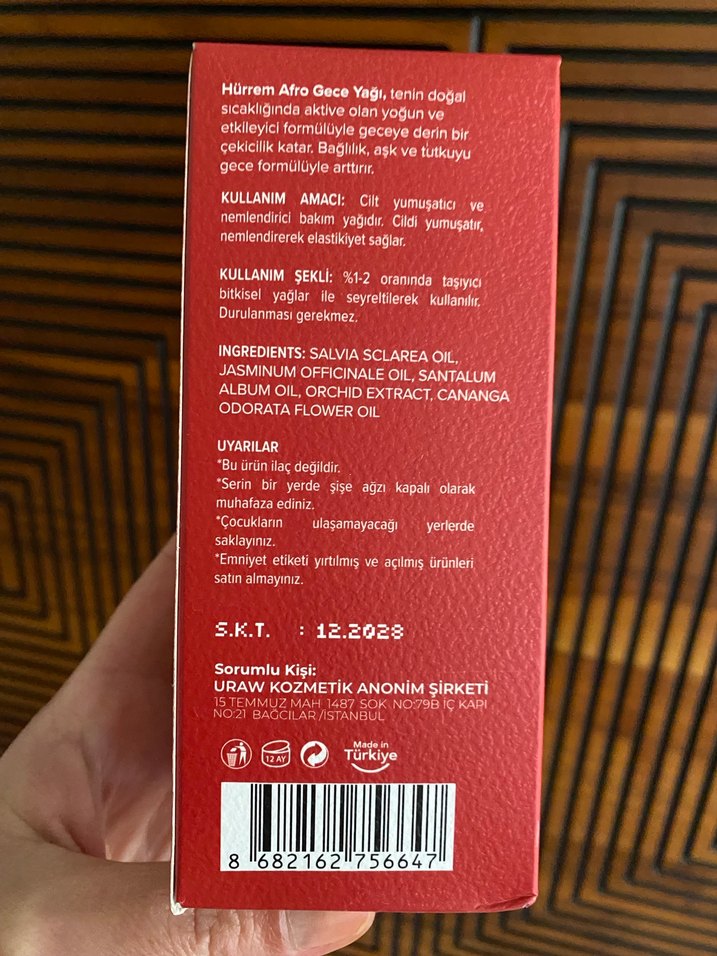 Hürrem Afro Gece Yağı, tenin doğal
sıcaklığında aktive olan yoğun ve
etkileyici formülüyle geceye derin bir
çekicilik katar. Bağlılık, aşk ve tutkuyu
gece formülüyle arttırır.
KULLANIM AMACI: Cilt yumuşatıcı ve
nemlendirici bakım yağıdır. Cildi yumuşatır,
nemlendirerek elastikiyet sağlar.
KULLANIM ŞEKLİ: %1-2 oranında taşıyıcı
bitkisel yağlar ile seyreltilerek kullanılır.
Durulanması gerekmez.
INGREDIENTS: SALVIA SCLAREA OIL,
JASMINUM OFFICINALE OIL, SANTALUM
ALBUM OIL, ORCHID EXTRACT, CANANGA
ODORATA FLOWER OIL
UYARILAR
*Bu ürün ilaç değildir.
*Serin bir yerde şişe ağzı kapalı olarak
muhafaza ediniz.
*Çocukların ulaşamayacağı yerlerde
saklayınız.
*Emniyet etiketi yırtılmış ve açılmış ürünleri
satın almayınız.
S.K.T. : 12.2028
Sorumlu Kişi:
URAW KOZMETİK ANONİM ŞİRKETİ
15 TEMMUZ MAH 1487 SOK NO:79B İÇ KAPI
NO:21 BAĞCILAR /İSTANBUL
12 AY
Made in
Türkiye
8 682162 756647